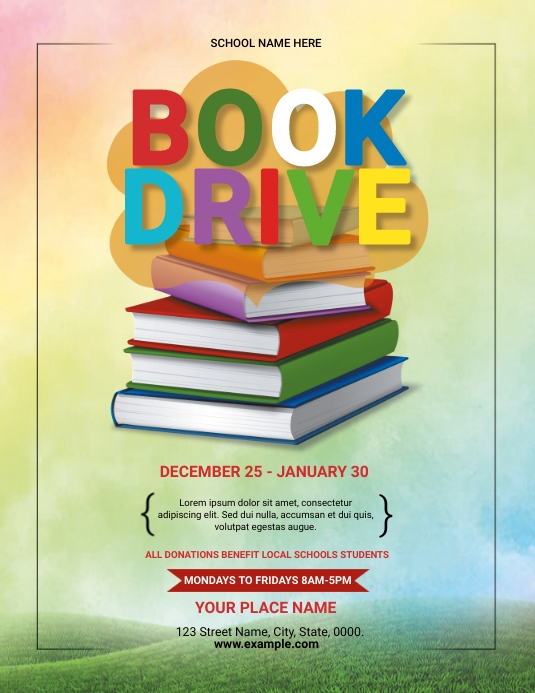 SCHOOL NAME HERE
BOOK
DRIVE
DECEMBER 25 - JANUARY 30
{ Lorem ipsum dolor sit amet, consectetur
adipiscing elit. Sed dui nulla, accumsan et dui quis,
volutpat egestas augue. }
ALL DONATIONS BENEFIT LOCAL SCHOOLS STUDENTS
MONDAYS TO FRIDAYS 8AM-5PM
YOUR PLACE NAME
123 Street Name, City, State, 0000.
www.example.com